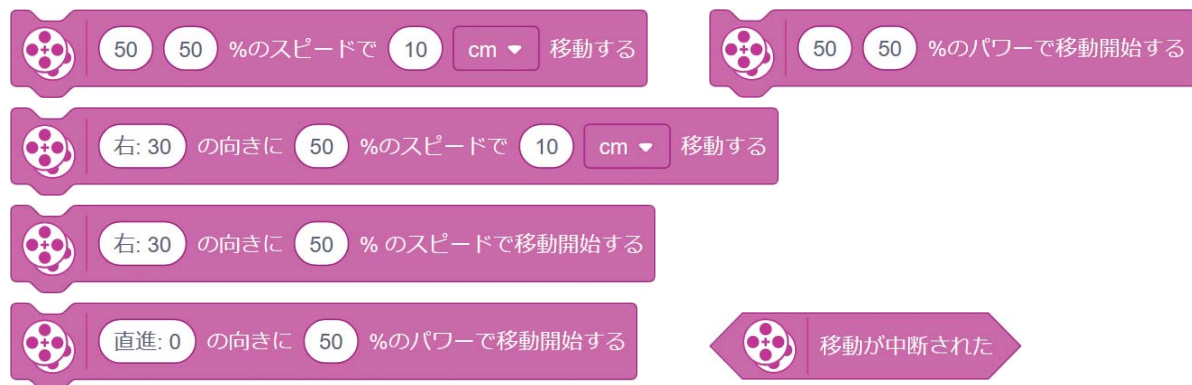 50 50 %のスピードで 10 cm 移動する
50 50 %のパワーで移動開始する
右: 30 の向きに 50 %のスピードで 10 cm 移動する
右: 30 の向きに 50 % のスピードで移動開始する
直進: 0 の向きに 50 %のパワーで移動開始する
移動が中断された